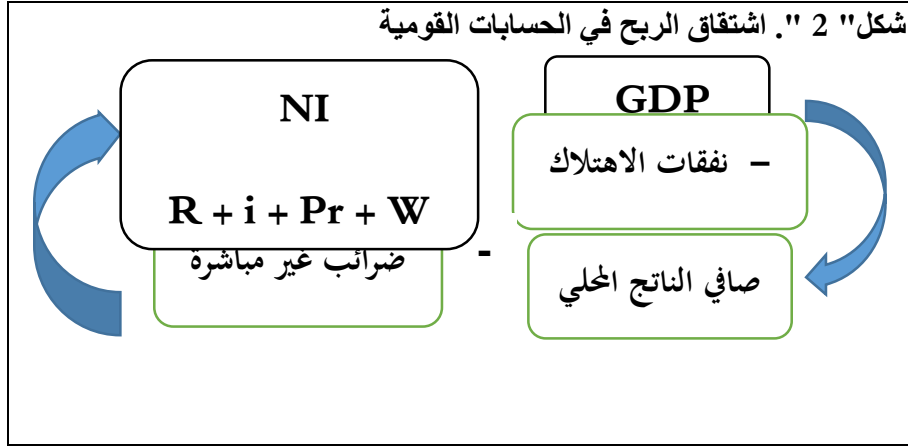 شكل" 2 ". اشتقاق الربح في الحسابات القومية
GDP
– نفقات الاهتلاك
صافي الناتج المحلي
-
ضرائب غير مباشرة
NI
R + i + Pr + W